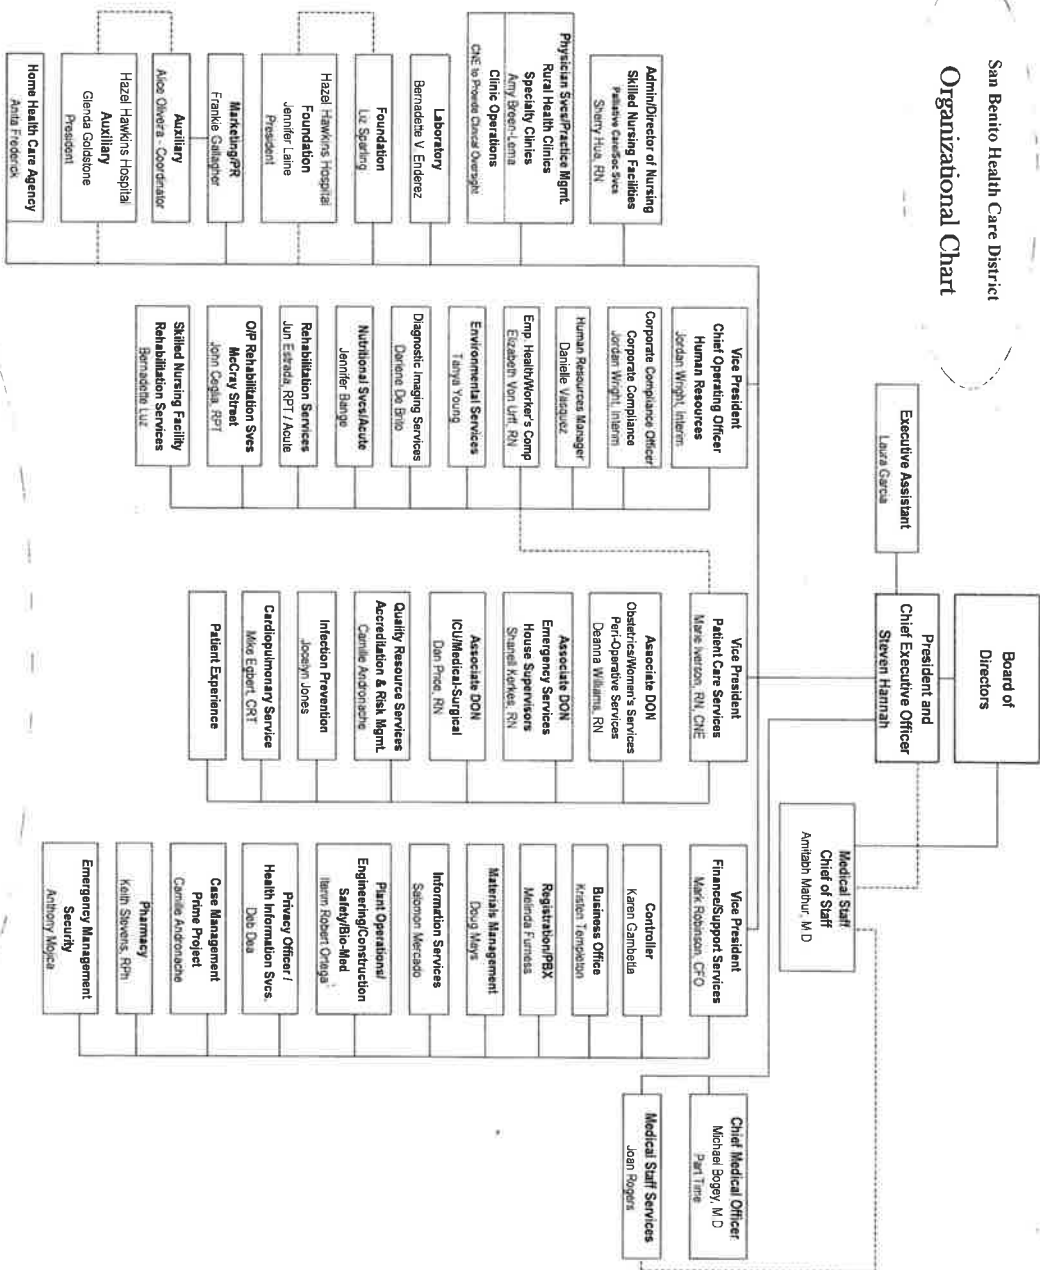 San Benito Health Care District
Organizational Chart
Board of
Directors
President and
Chief Executive Officer
Steven Hannah
Executive Assistant
Laura Garcia
Medical Staff
Chief of Staff
Amitabh Mathur, M D
Admin/Director of Nursing
Skilled Nursing Facilities
Palliative Care/Soc Svcs
Sherry Hua, RN
Physician Svcs/Practice Mgmt.
Rural Health Clinics
Specialty Clinics
Amy Breen-Lema
Clinic Operations
CNE to Provide Clinical Oversight
Laboratory
Bernadette V. Enderez
Foundation
Liz Sparling
Hazel Hawkins Hospital
Foundation
Jennifer Laine
President
Marketing/PR
Frankie Gallagher
Auxiliary
Alice Oliveira - Coordinator
Hazel Hawkins Hospital
Auxiliary
Glenda Goldstone
President
Home Health Care Agency
Anita Frederick
Vice President
Chief Operating Officer
Human Resources
Jordan Wright, Interim
Corporate Compliance Officer
Corporate Compliance
Jordan Wright, Interim
Human Resources Manager
Danielle Vasquez
Emp. Health/Worker's Comp
Elizabeth Von Urff, RN
Environmental Services
Tahya Young
Diagnostic Imaging Services
Darlene De Brito
Nutritional Svcs/Acute
Jennifer Bange
Rehabilitation Services
Jun Estrada, RPT / Acute
OP Rehabilitation Svcs
McCray Street
John Ceglia, RPT
Skilled Nursing Facility
Rehabilitation Services
Bernadette Luz
Vice President
Patient Care Services
Marie Iverson, RN, CNE
Associate DON
Obstetrics/Women's Services
Peri-Operative Services
Deanna Williams, RN
Associate DON
Emergency Services
House Supervisors
Shanell Kerkes, RN
Associate DON
ICU/Medical-Surgical
Dan Price, RN
Quality Resource Services
Accreditation & Risk Mgmt.
Camille Andronache
Infection Prevention
Jocelyn Jones
Cardiopulmonary Service
Mike Egbert, CRT
Patient Experience
Vice President
Finance/Support Services
Mark Robinson, CFO
Controller
Karen Gambetta
Business Office
Kristen Templeton
Registration/PBX
Melinda Furness
Materials Management
Doug Mays
Information Services
Salomon Mercado
Plant Operations/
Engineering/Construction
Safety/Bio-Med
Robert Ortega
Privacy Officer /
Health Information Svcs.
Deb Dea
Case Management
Prime Project
Camille Andronache
Pharmacy
Keith Stevens, RPh
Emergency Management
Security
Anthony Mojica
Chief Medical Officer
Michael Bogey, M D
Part Time
Medical Staff Services
Joan Rogers